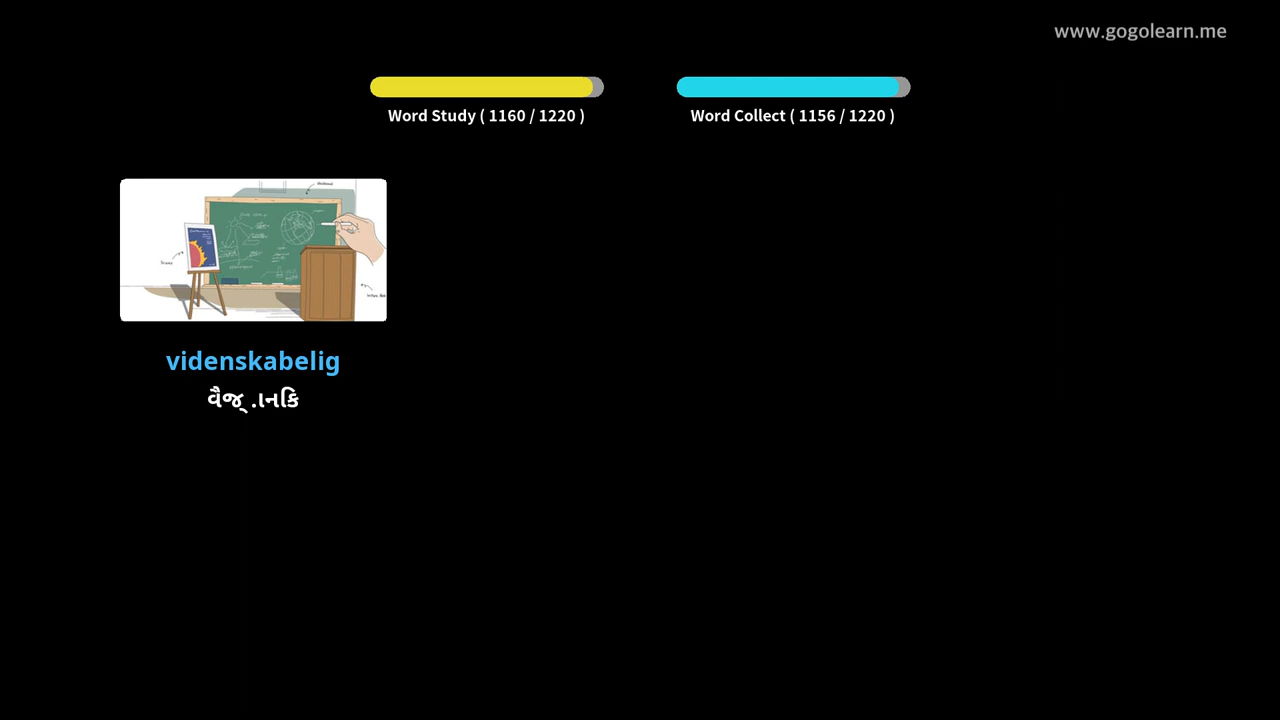 www.gogolearn.me
Word Study ( 1160 / 1220 )
Word Collect ( 1156 / 1220 )
videnskabelig
વૈજ્ .ાનકિ